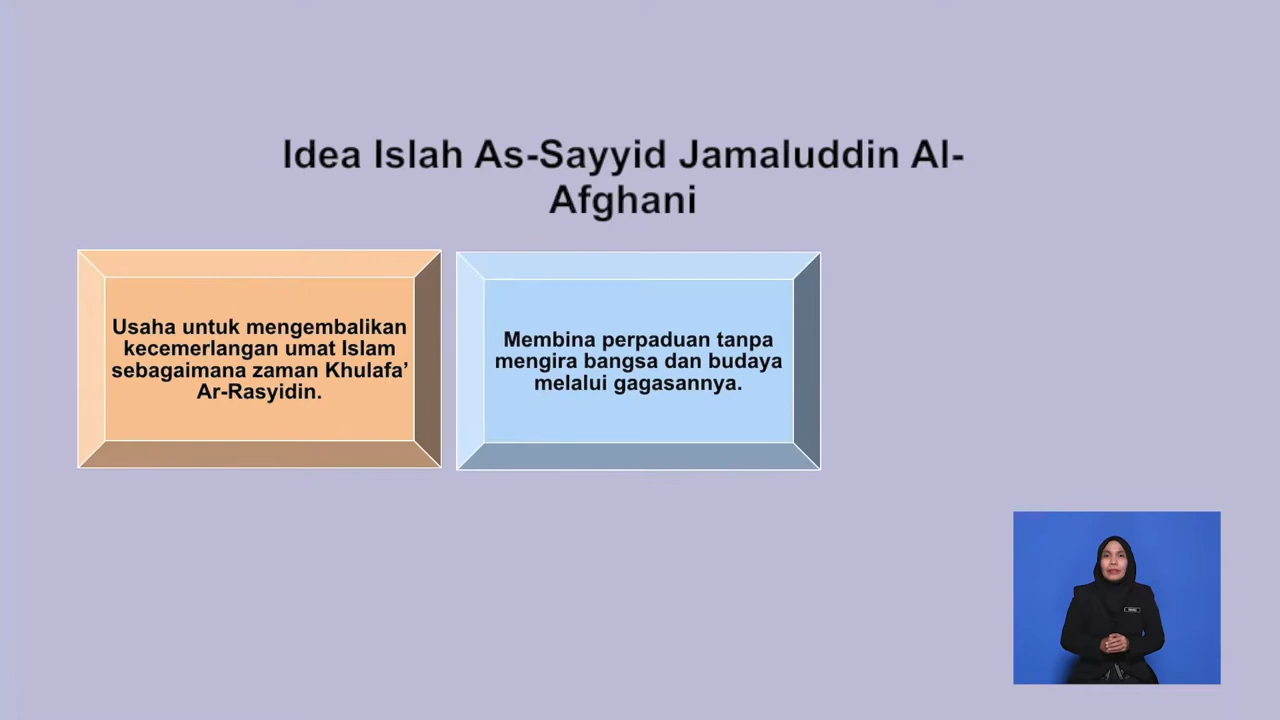 Idea Islah As-Sayyid Jamaluddin Al-
Afghani
Usaha untuk mengembalikan
kecemerlangan umat Islam
sebagaimana zaman Khulafa’
Ar-Rasyidin.
Membina perpaduan tanpa
mengira bangsa dan budaya
melalui gagasannya.